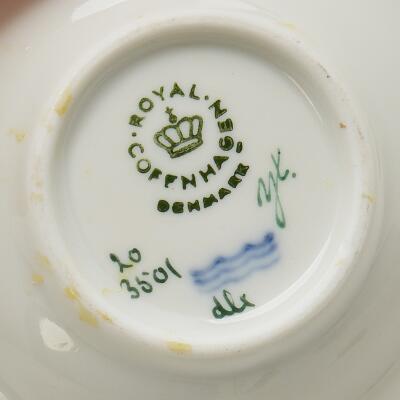 ROYAL COPENHAGEN
DENMARK
20
3501